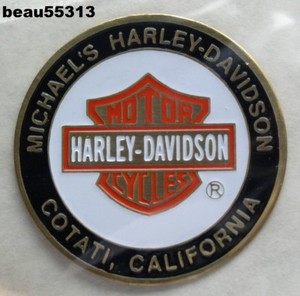 beau55313
MICHAEL'S HARLEY-DAVIDSON
MOTOR
HARLEY-DAVIDSON
CYCLES
®
COTATI, CALIFORNIA